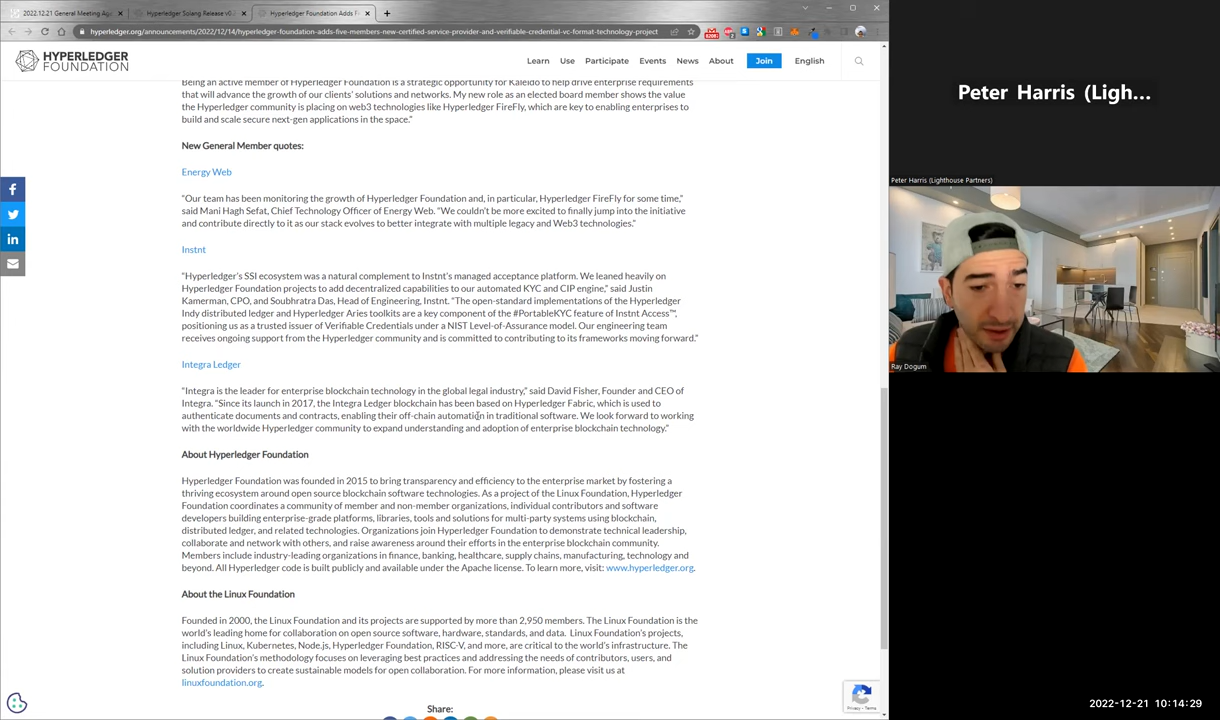 2022.12.21 General Meeting Age
Hyperledger Solang Release v0.
Hyperledger Foundation Adds F
hyperledger.org/announcements/2022/12/14/hyperledger-foundation-adds-five-members-new-certified-service-provider-and-verifiable-credential-vc-format-technology-project
HYPERLEDGER
FOUNDATION
Learn Use Participate Events News About Join English
Being an active member of Hyperledger Foundation is a strategic opportunity for Kaleido to help drive enterprise requirements
that will advance the growth of our clients' solutions and networks. My new role as an elected board member shows the value
the Hyperledger community is placing on web3 technologies like Hyperledger FireFly, which are key to enabling enterprises to
build and scale secure next-gen applications in the space."
New General Member quotes:
Energy Web
"Our team has been monitoring the growth of Hyperledger Foundation and, in particular, Hyperledger FireFly for some time,"
said Mani Hagh Sefat, Chief Technology Officer of Energy Web. "We couldn't be more excited to finally jump into the initiative
and contribute directly to it as our stack evolves to better integrate with multiple legacy and Web3 technologies."
Instnt
"Hyperledger's SSI ecosystem was a natural complement to Instnt's managed acceptance platform. We leaned heavily on
Hyperledger Foundation projects to add decentralized capabilities to our automated KYC and CIP engine," said Justin
Kamerman, CPO, and Soubhratra Das, Head of Engineering, Instnt. "The open-standard implementations of the Hyperledger
Indy distributed ledger and Hyperledger Aries toolkits are a key component of the #PortableKYC feature of Instnt Access™,
positioning us as a trusted issuer of Verifiable Credentials under a NIST Level-of-Assurance model. Our engineering team
receives ongoing support from the Hyperledger community and is committed to contributing to its frameworks moving forward."
Integra Ledger
"Integra is the leader for enterprise blockchain technology in the global legal industry," said David Fisher, Founder and CEO of
Integra. "Since its launch in 2017, the Integra Ledger blockchain has been based on Hyperledger Fabric, which is used to
authenticate documents and contracts, enabling their off-chain automation in traditional software. We look forward to working
with the worldwide Hyperledger community to expand understanding and adoption of enterprise blockchain technology."
About Hyperledger Foundation
Hyperledger Foundation was founded in 2015 to bring transparency and efficiency to the enterprise market by fostering a
thriving ecosystem around open source blockchain software technologies. As a project of the Linux Foundation, Hyperledger
Foundation coordinates a community of member and non-member organizations, individual contributors and software
developers building enterprise-grade platforms, libraries, tools and solutions for multi-party systems using blockchain,
distributed ledger, and related technologies. Organizations join Hyperledger Foundation to demonstrate technical leadership,
collaborate and network with others, and raise awareness around their efforts in the enterprise blockchain community.
Members include industry-leading organizations in finance, banking, healthcare, supply chains, manufacturing, technology and
beyond. All Hyperledger code is built publicly and available under the Apache license. To learn more, visit: www.hyperledger.org.
About the Linux Foundation
Founded in 2000, the Linux Foundation and its projects are supported by more than 2,950 members. The Linux Foundation is the
world's leading home for collaboration on open source software, hardware, standards, and data. Linux Foundation's projects,
including Linux, Kubernetes, Node.js, Hyperledger Foundation, RISC-V, and more, are critical to the world's infrastructure. The
Linux Foundation's methodology focuses on leveraging best practices and addressing the needs of contributors, users, and
solution providers to create sustainable models for open collaboration. For more information, please visit us at
linuxfoundation.org.
Share:
Privacy - Terms
Peter Harris (Ligh...
Peter Harris (Lighthouse Partners)
Ray Dogum
2022-12-21 10:14:29